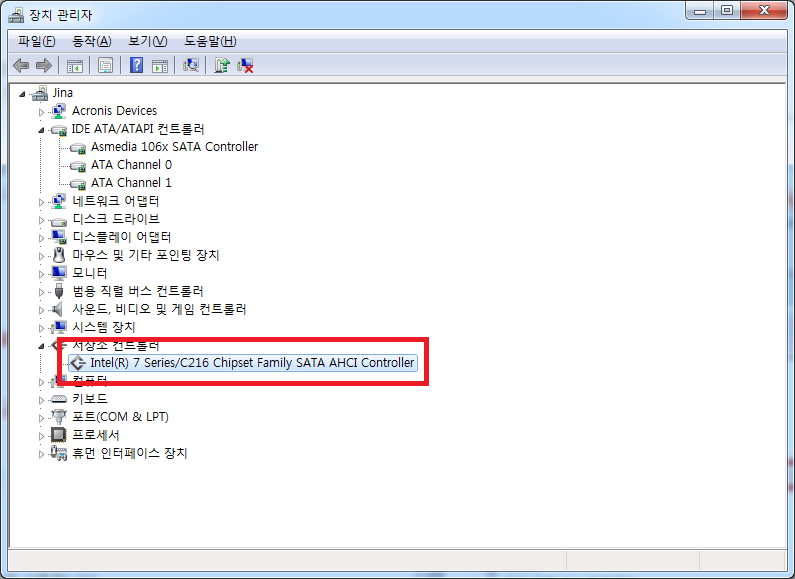 장치 관리자
파일(F) 동작(A) 보기(V) 도움말(H)
Jina
Acronis Devices
IDE ATA/ATAPI 컨트롤러
Asmedia 106x SATA Controller
ATA Channel 0
ATA Channel 1
네트워크 어댑터
디스크 드라이브
디스플레이 어댑터
마우스 및 기타 포인팅 장치
모니터
범용 직렬 버스 컨트롤러
사운드, 비디오 및 게임 컨트롤러
시스템 장치
저장소 컨트롤러
Intel(R) 7 Series/C216 Chipset Family SATA AHCI Controller
컴퓨터
키보드
포트(COM & LPT)
프로세서
휴먼 인터페이스 장치